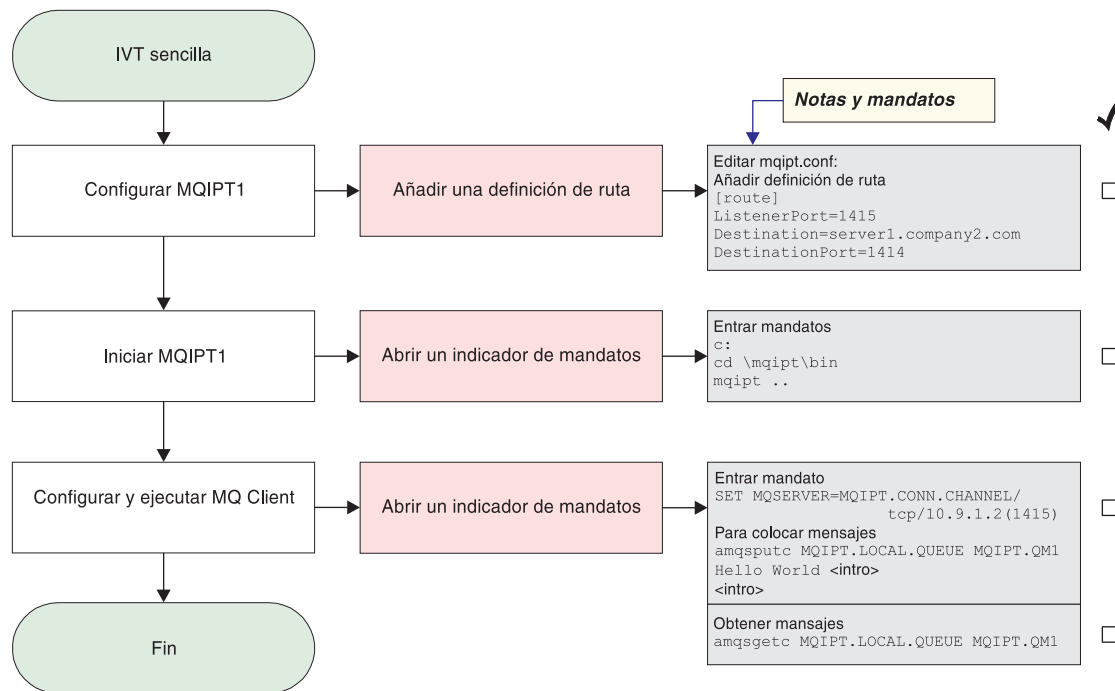 IVT sencilla
Notas y mandatos
Configurar MQIPT1
Añadir una definición de ruta
Editar mqipt.conf:
Añadir definición de ruta
[route]
ListenerPort=1415
Destination=server1.company2.com
DestinationPort=1414
Iniciar MQIPT1
Abrir un indicador de mandatos
Entrar mandatos
c:
cd \mqipt\bin
mqipt ..
Configurar y ejecutar MQ Client
Abrir un indicador de mandatos
Entrar mandato
SET MQSERVER=MQIPT.CONN.CHANNEL/
tcp/10.9.1.2(1415)
Para colocar mensajes
amqsputc MQIPT.LOCAL.QUEUE MQIPT.QM1
Hello World <intro>
<intro>
Obtener mansajes
amqsgetc MQIPT.LOCAL.QUEUE MQIPT.QM1
Fin